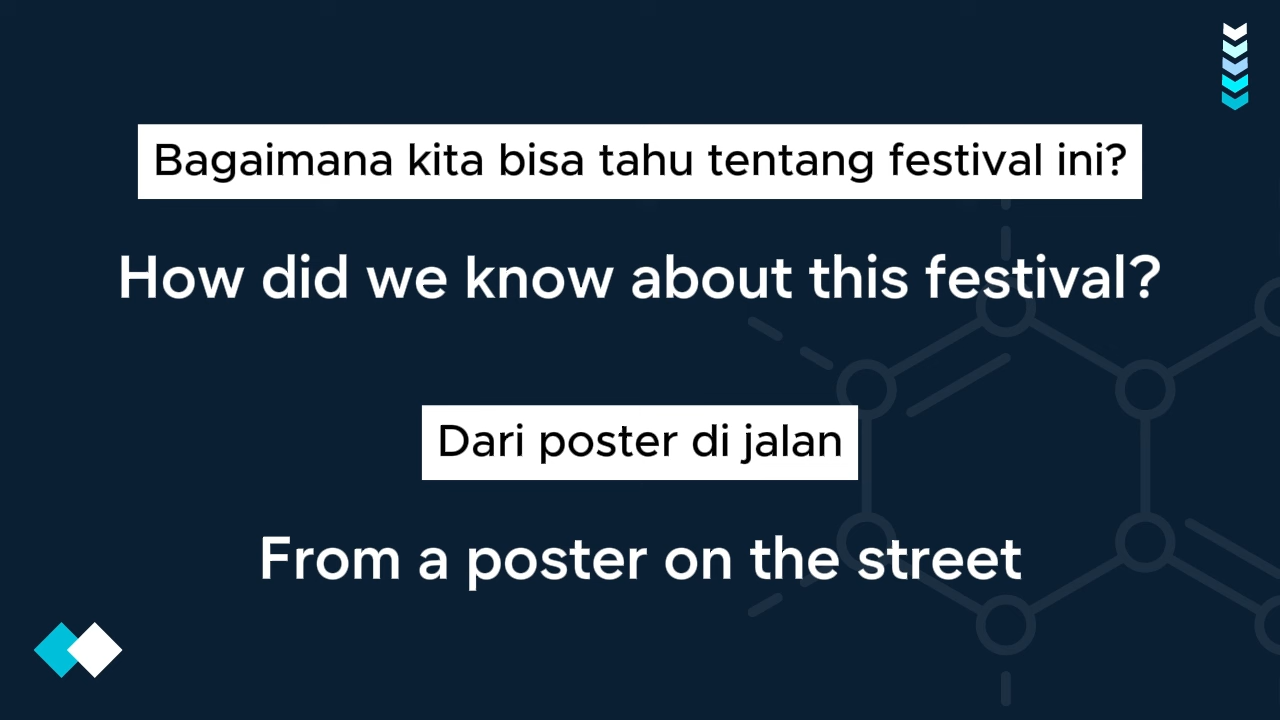 Bagaimana kita bisa tahu tentang festival ini?
How did we know about this festival?
Dari poster di jalan
From a poster on the street